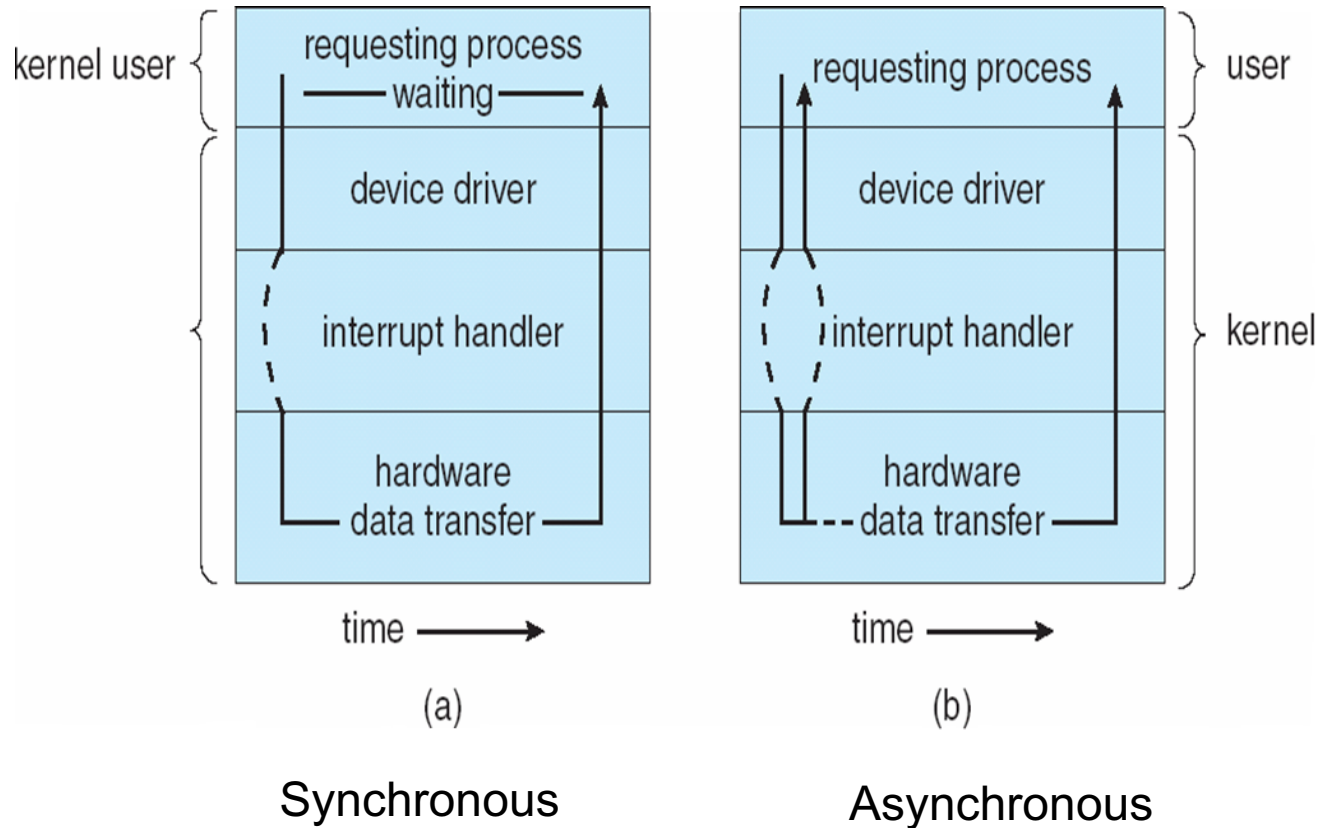 kernel user
requesting process
waiting
device driver
interrupt handler
hardware
data transfer
time
(a)
Synchronous
requesting process
user
device driver
interrupt handler
kernel
hardware
data transfer
time
(b)
Asynchronous